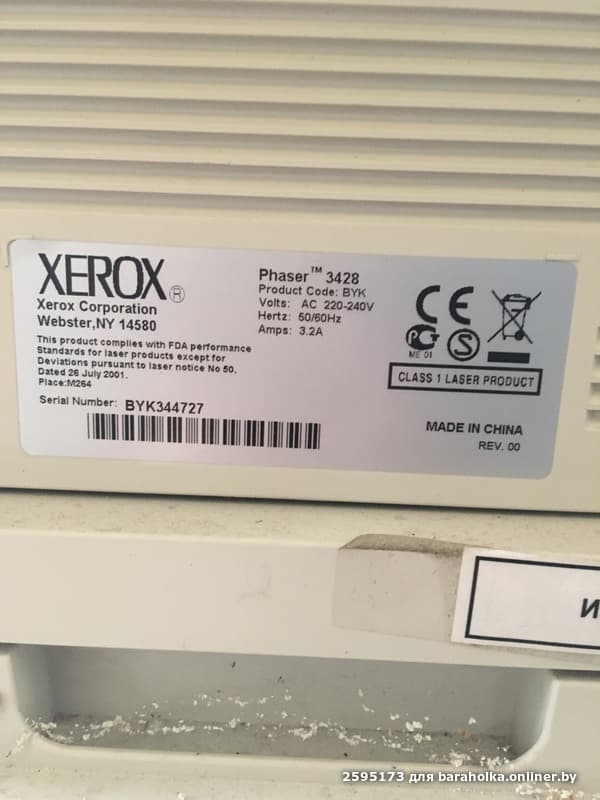 XEROX®
Xerox Corporation
Webster,NY 14580
This product complies with FDA performance
Standards for laser products except for
Deviations pursuant to laser notice No 50,
Dated 26 July 2001.
Place:M264
Serial Number: BYK344727
Phaser™ 3428
Product Code: BYK
Volts: AC 220-240V
Hertz: 50/60Hz
Amps: 3.2A
CE
ME 01
CLASS 1 LASER PRODUCT
MADE IN CHINA
REV. 00
И
2595173 для baraholka.onliner.by